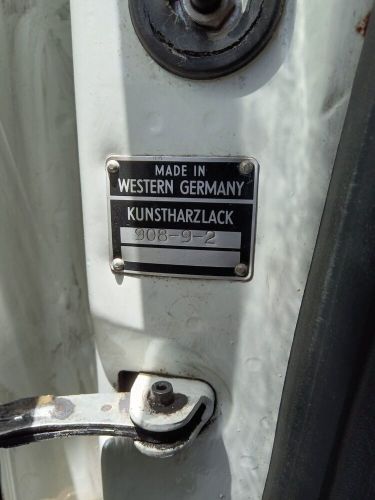 MADE IN
WESTERN GERMANY
KUNSTHARZLACK
908-9-2